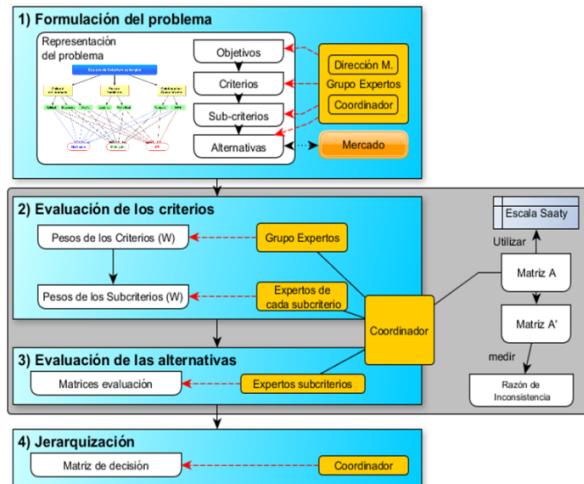 1) Formulación del problema
Representación
del problema
Objetivos
Criterios
Sub-criterios
Alternativas
Dirección M.
Grupo Expertos
Coordinador
Mercado
2) Evaluación de los criterios
Pesos de los Criterios (W)
Grupo Expertos
Pesos de los Subcriterios (W)
Expertos de
cada subcriterio
Coordinador
Escala Saaty
Utilizar
Matriz A
Matriz A'
medir
Razón de
Inconsistencia
3) Evaluación de las alternativas
Matrices evaluación
Expertos subcriterios
4) Jerarquización
Matriz de decisión
Coordinador